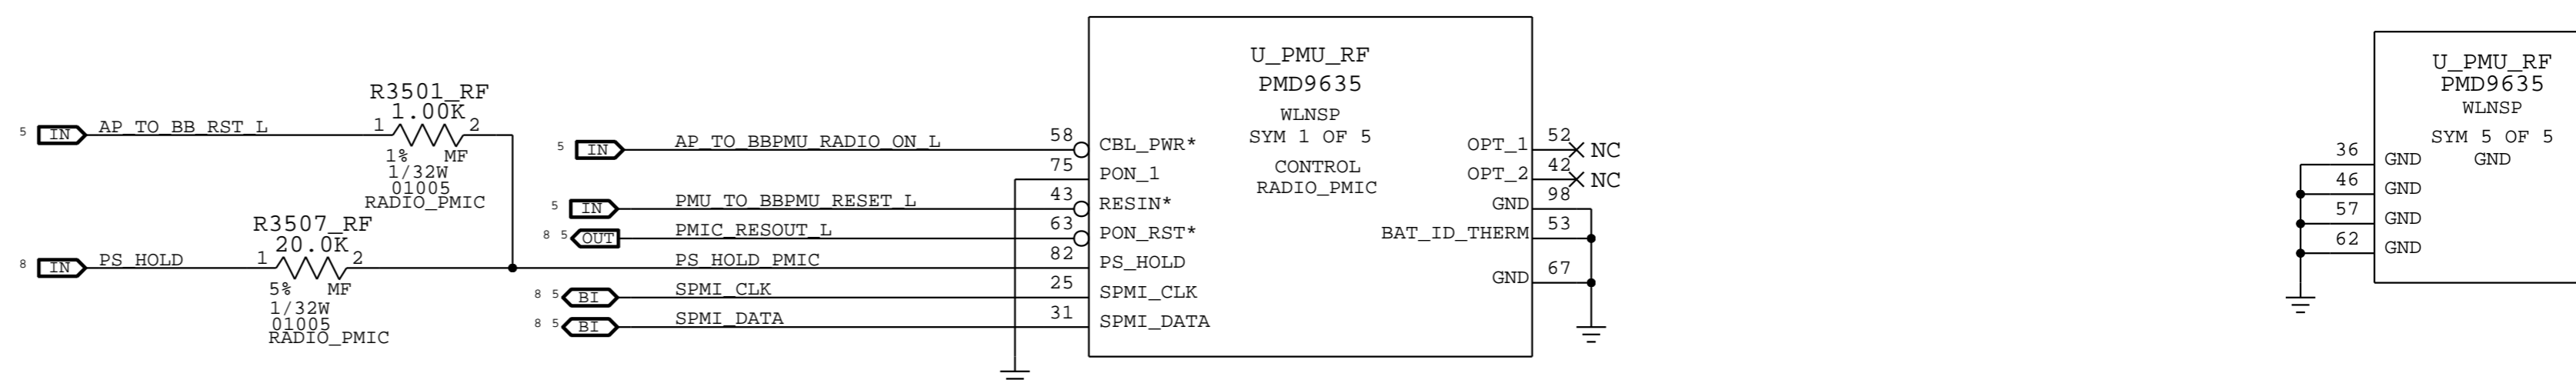 R3501_RF
1.00K
5 IN AP_TO_BB_RST_L 1 2
1% MF
1/32W
01005
RADIO_PMIC
R3507_RF
20.0K
8 IN PS_HOLD 1 2
5% MF
1/32W
01005
RADIO_PMIC
5 IN AP_TO_BBPMU_RADIO_ON_L 58 CBL_PWR*
75 PON_1
5 IN PMU_TO_BBPMU_RESET_L 43 RESIN*
8 5 OUT PMIC_RESOUT_L 63 PON_RST*
PS_HOLD_PMIC 82 PS_HOLD
8 5 BI SPMI_CLK 25 SPMI_CLK
8 5 BI SPMI_DATA 31 SPMI_DATA
U_PMU_RF
PMD9635
WLNSP
SYM 1 OF 5
CONTROL
RADIO_PMIC
OPT_1 52 NC
OPT_2 42 NC
GND 98
BAT_ID_THERM 53
GND 67
U_PMU_RF
PMD9635
WLNSP
SYM 5 OF 5
GND
36 GND
46 GND
57 GND
62 GND